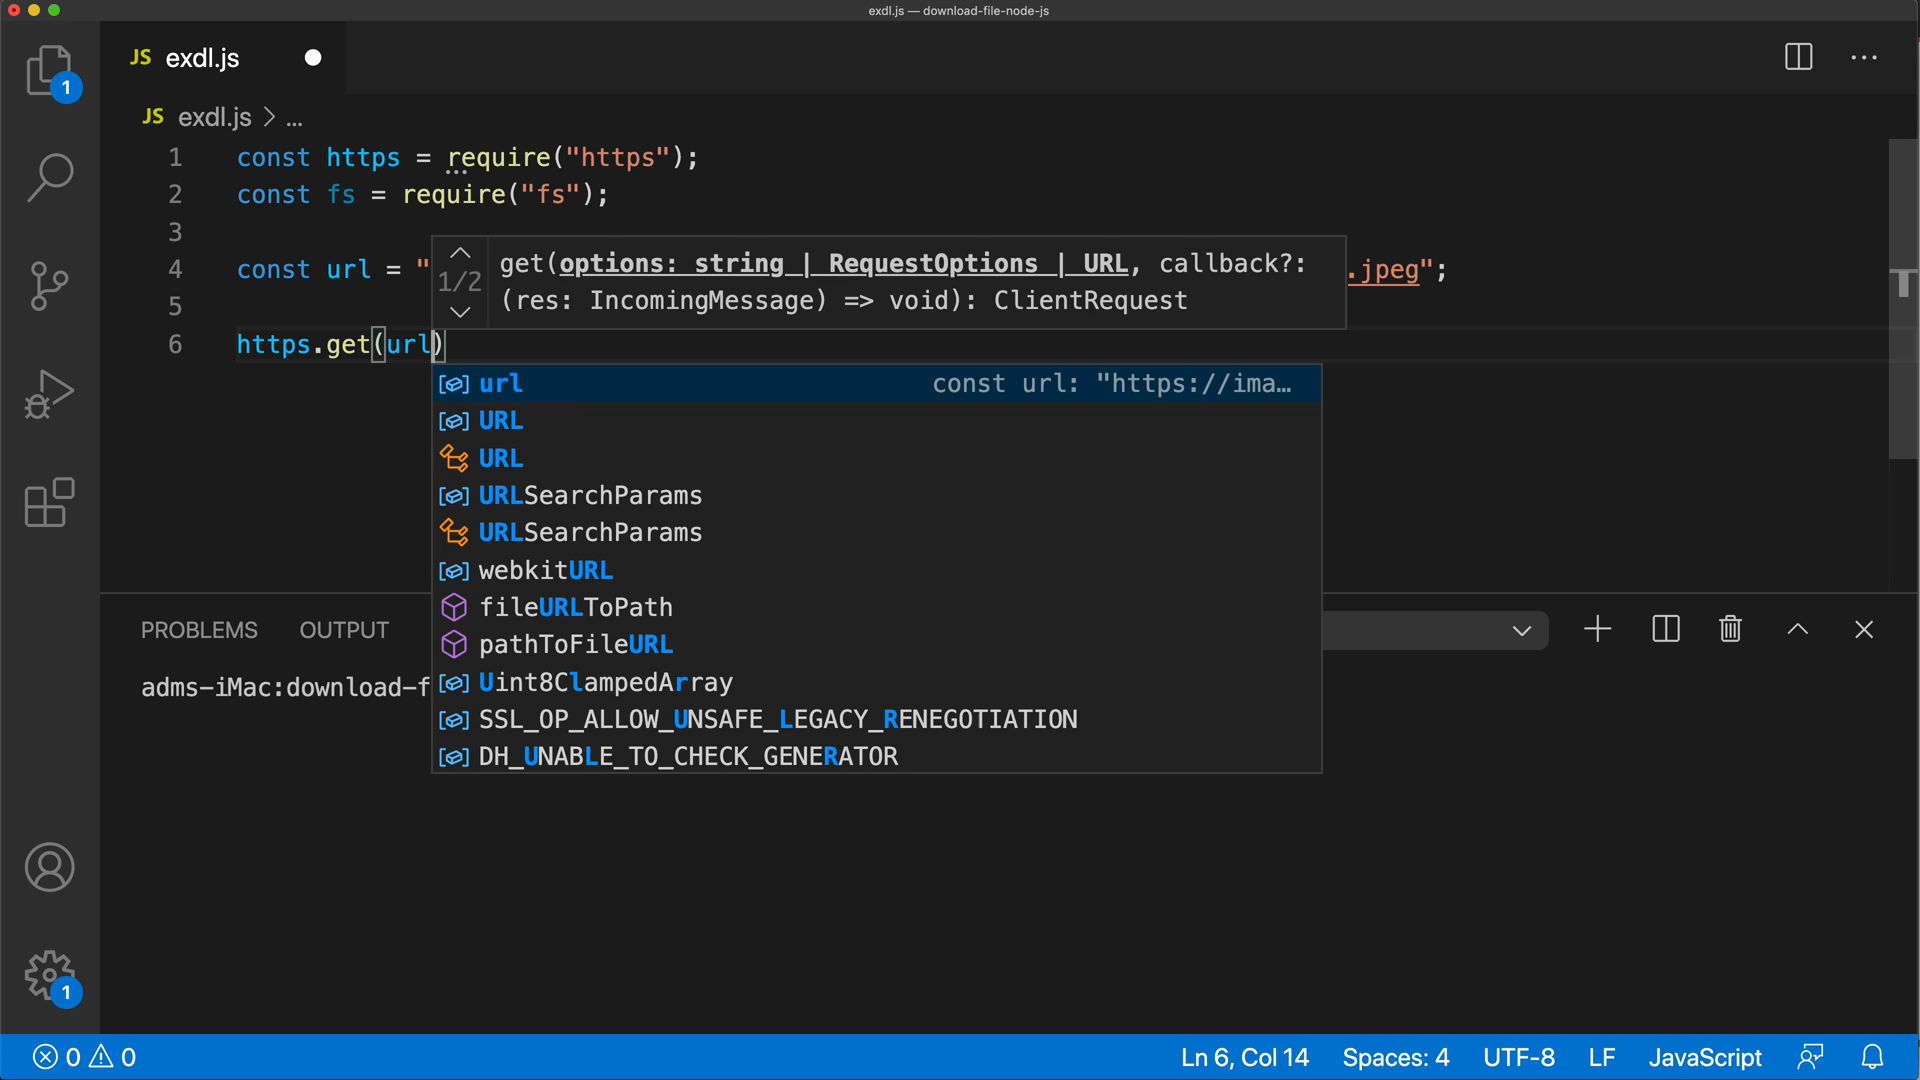 exdl.js — download-file-node-js
JS exdl.js
1
JS exdl.js > ...
1 const https = require("https");
2 const fs = require("fs");
3
4 const url = " .jpeg";
1/2
get(options: string | RequestOptions | URL, callback?:
(res: IncomingMessage) => void): ClientRequest
5
6 https.get(url)
url const url: "https://ima…
URL
URL
URLSearchParams
URLSearchParams
webkitURL
fileURLToPath
pathToFileURL
Uint8ClampedArray
SSL_OP_ALLOW_UNSAFE_LEGACY_RENEGOTIATION
DH_UNABLE_TO_CHECK_GENERATOR
PROBLEMS OUTPUT
adms-iMac:download-f
1
0 0 Ln 6, Col 14 Spaces: 4 UTF-8 LF JavaScript